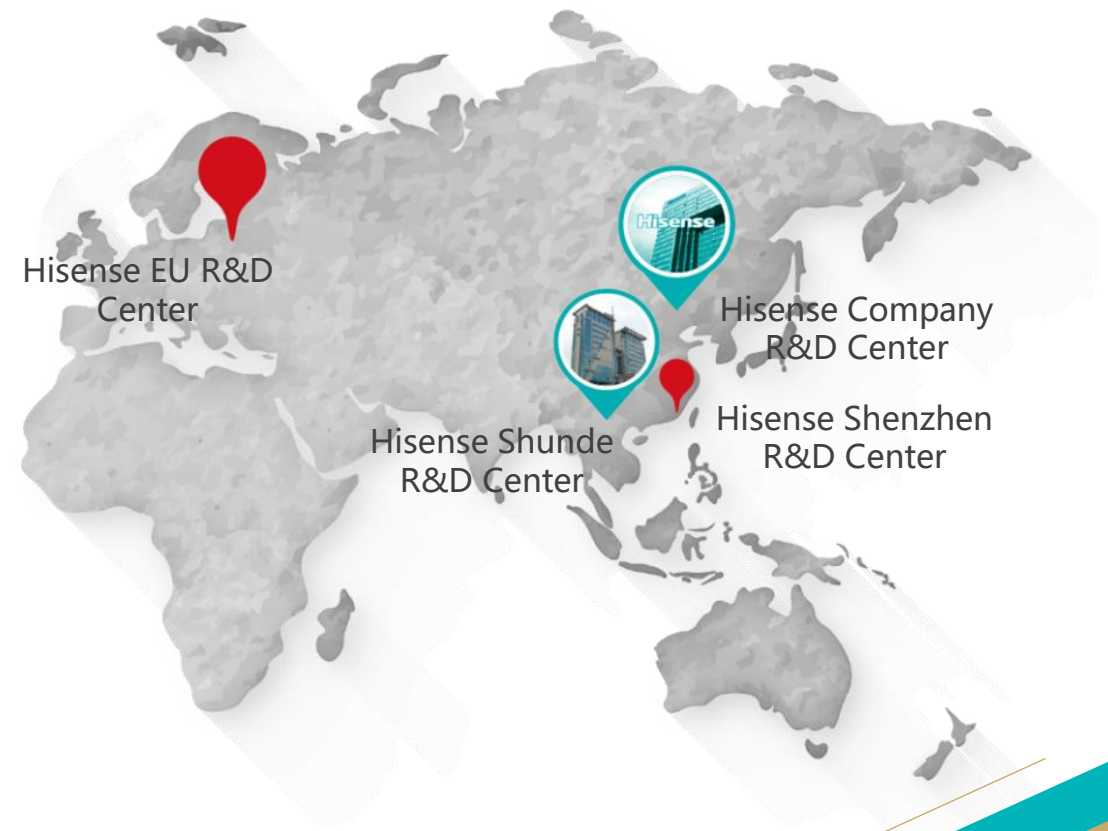 Hisense
Hisense EU R&D
Center
Hisense Company
R&D Center
Hisense Shenzhen
R&D Center
Hisense Shunde
R&D Center